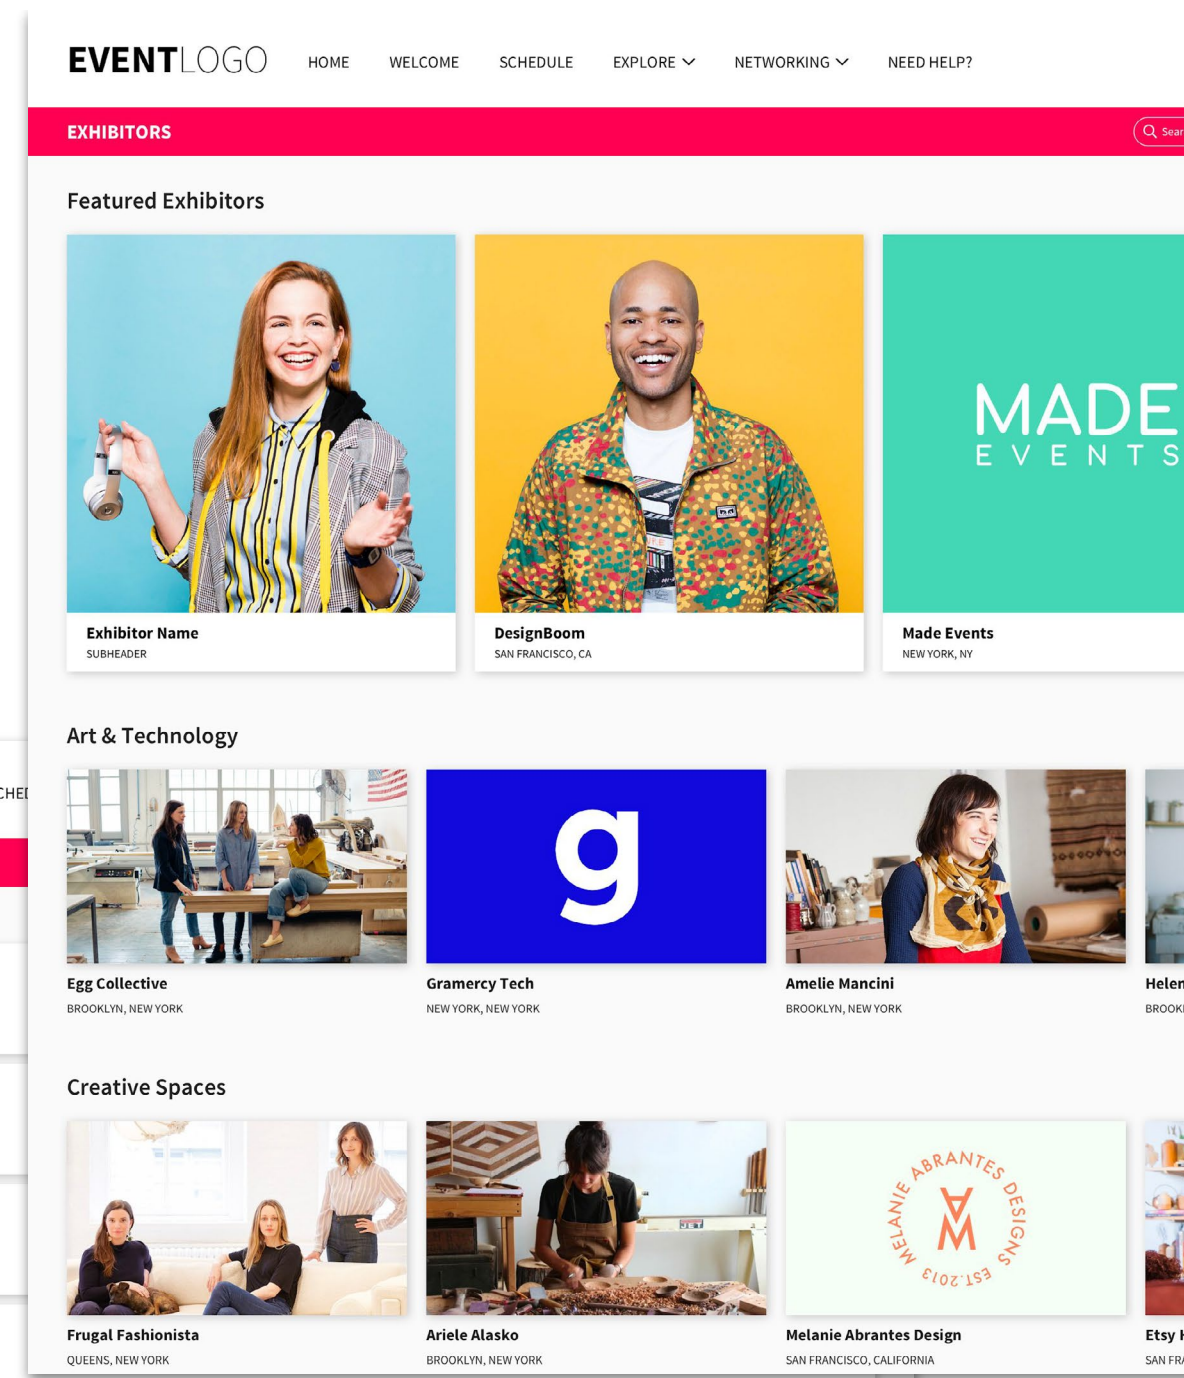 EVENTLOGO HOME WELCOME SCHEDULE EXPLORE NETWORKING NEED HELP?
EXHIBITORS
Featured Exhibitors
MADE
EVENTS
Exhibitor Name
SUBHEADER
DesignBoom
SAN FRANCISCO, CA
Made Events
NEW YORK, NY
Art & Technology
g
Egg Collective
BROOKLYN, NEW YORK
Gramercy Tech
NEW YORK, NEW YORK
Amelie Mancini
BROOKLYN, NEW YORK
Creative Spaces
JET
MELANIE ABRANTES DESIGNS
EST.2013
Frugal Fashionista
QUEENS, NEW YORK
Ariele Alasko
BROOKLYN, NEW YORK
Melanie Abrantes Design
SAN FRANCISCO, CALIFORNIA
Etsy
SAN